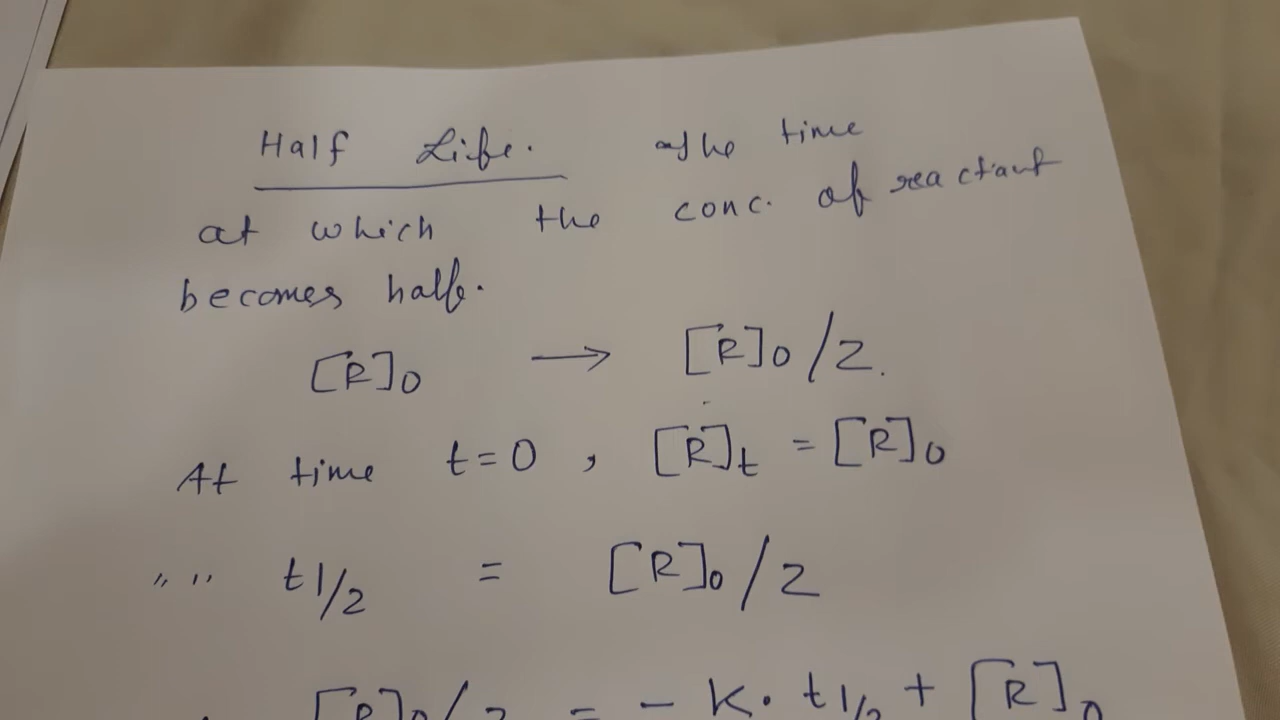 Half Life. The time
at which the conc. of reactant
becomes half.
[R]0 → [R]0/2.
At time t=0, [R]t = [R]0
" " t1/2 = [R]0/2
[R]0/2 = - K. t1/2 + [R]0